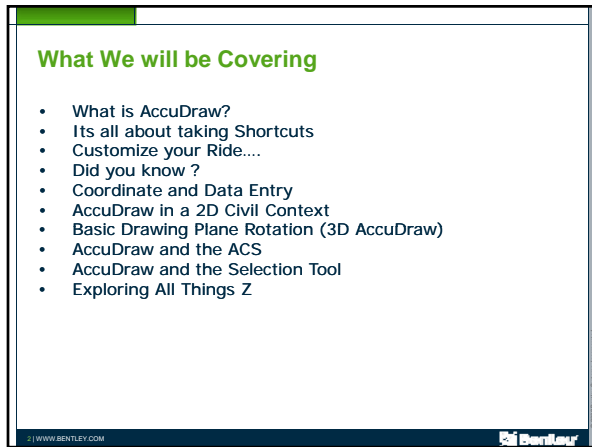 What We will be Covering
• What is AccuDraw?
• Its all about taking Shortcuts
• Customize your Ride....
• Did you know ?
• Coordinate and Data Entry
• AccuDraw in a 2D Civil Context
• Basic Drawing Plane Rotation (3D AccuDraw)
• AccuDraw and the ACS
• AccuDraw and the Selection Tool
• Exploring All Things Z
2 | WWW.BENTLEY.COM
Bentley